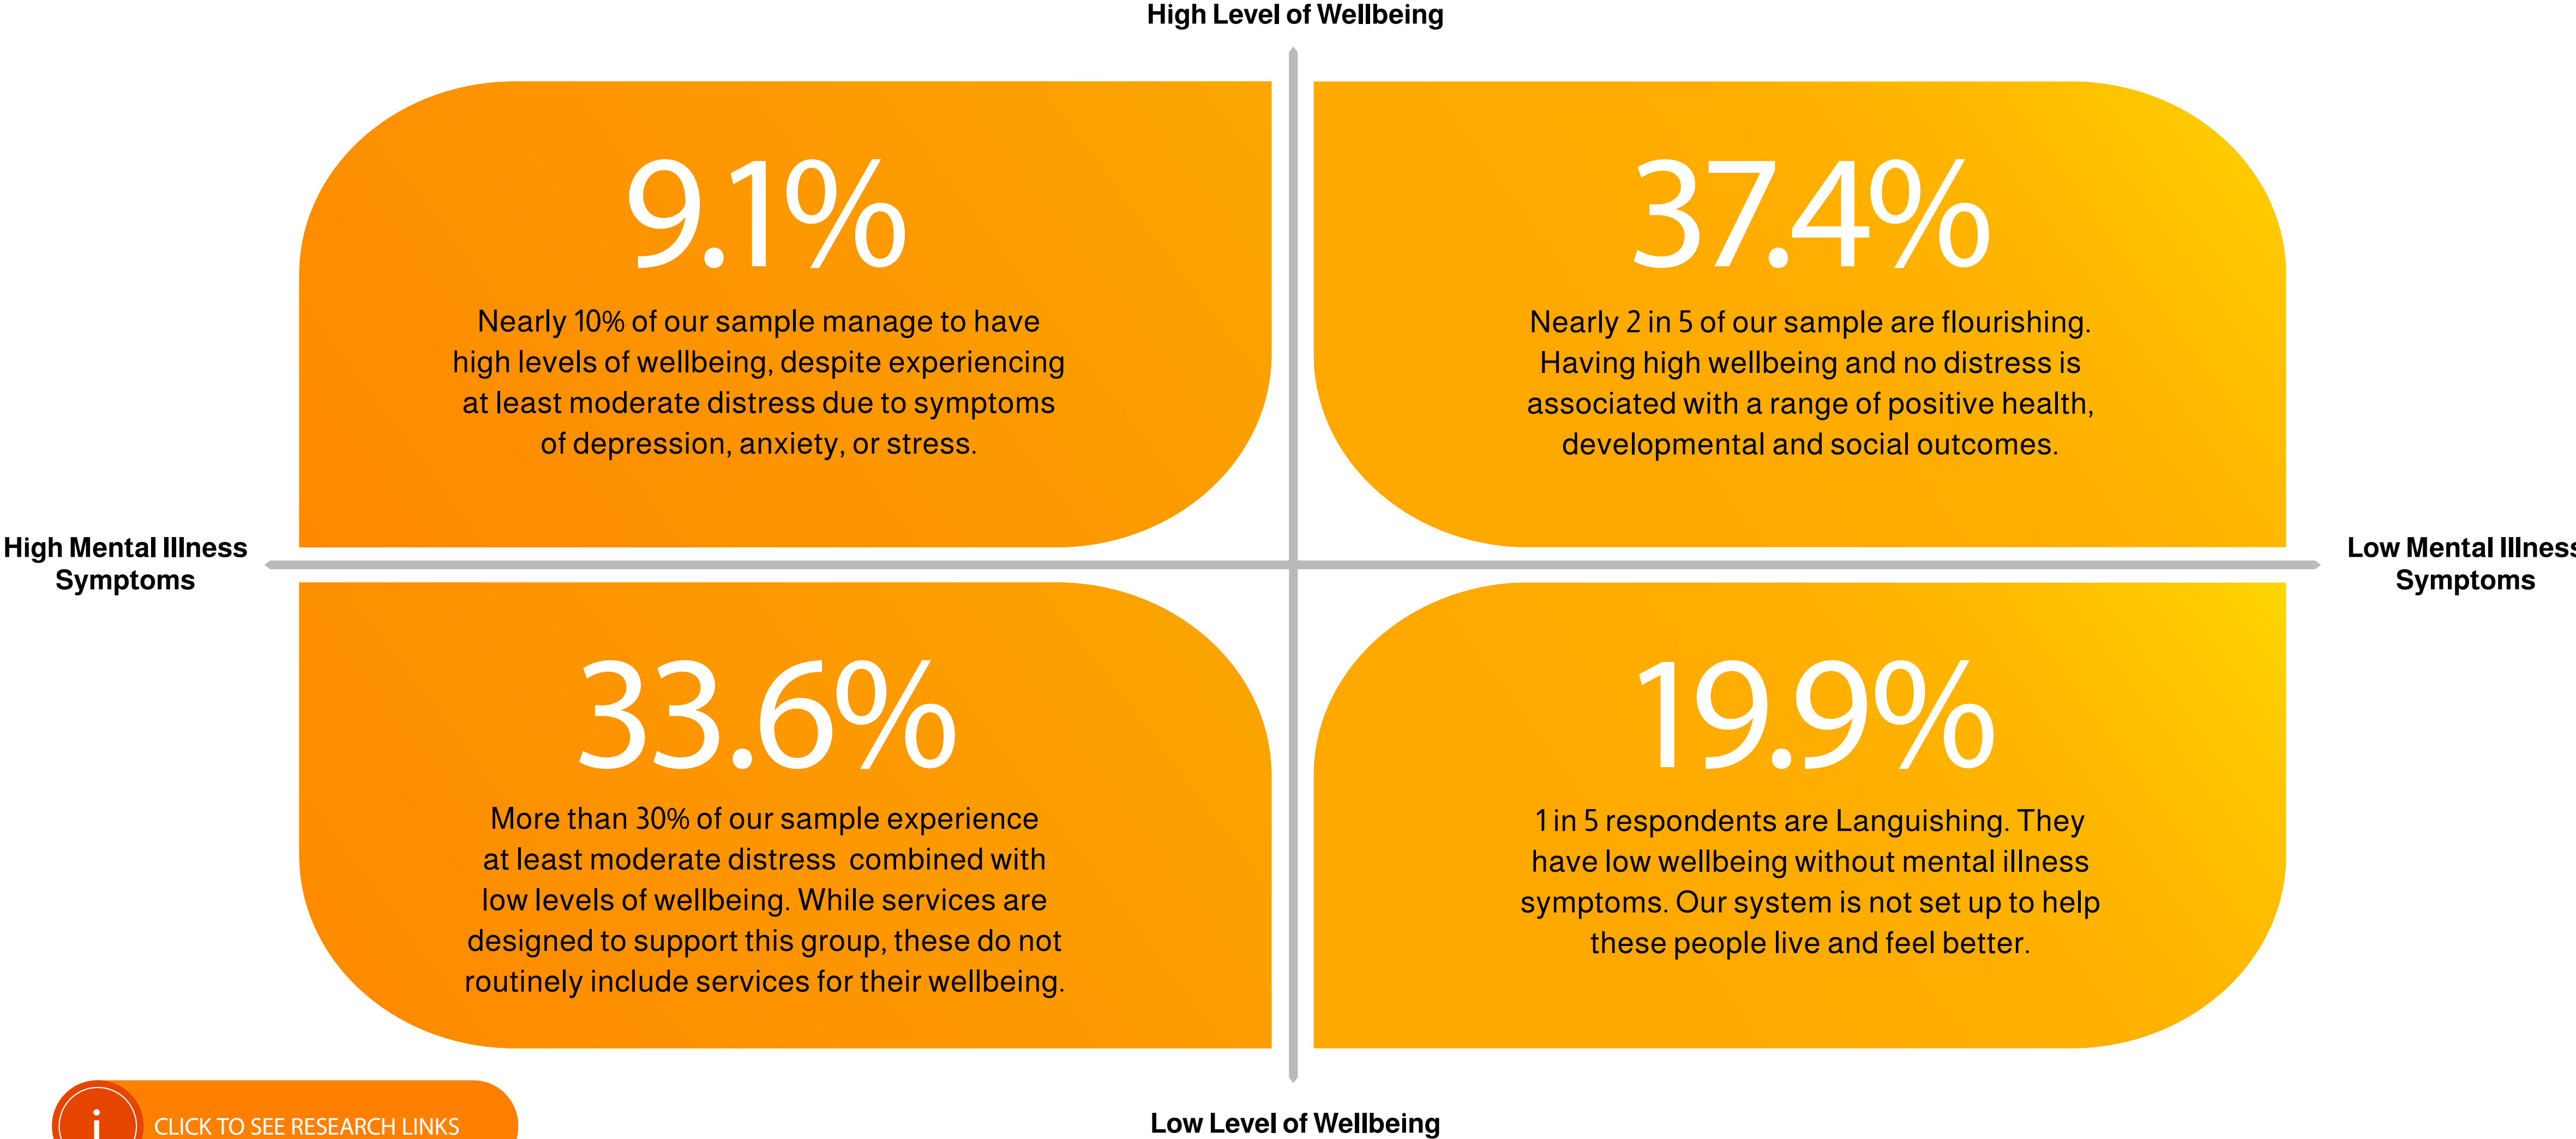 High Level of Wellbeing
9.1%
Nearly 10% of our sample manage to have
high levels of wellbeing, despite experiencing
at least moderate distress due to symptoms
of depression, anxiety, or stress.
37.4%
Nearly 2 in 5 of our sample are flourishing.
Having high wellbeing and no distress is
associated with a range of positive health,
developmental and social outcomes.
High Mental Illness
Symptoms
Low Mental Illness
Symptoms
33.6%
More than 30% of our sample experience
at least moderate distress combined with
low levels of wellbeing. While services are
designed to support this group, these do not
routinely include services for their wellbeing.
19.9%
1 in 5 respondents are Languishing. They
have low wellbeing without mental illness
symptoms. Our system is not set up to help
these people live and feel better.
i
CLICK TO SEE RESEARCH LINKS
Low Level of Wellbeing